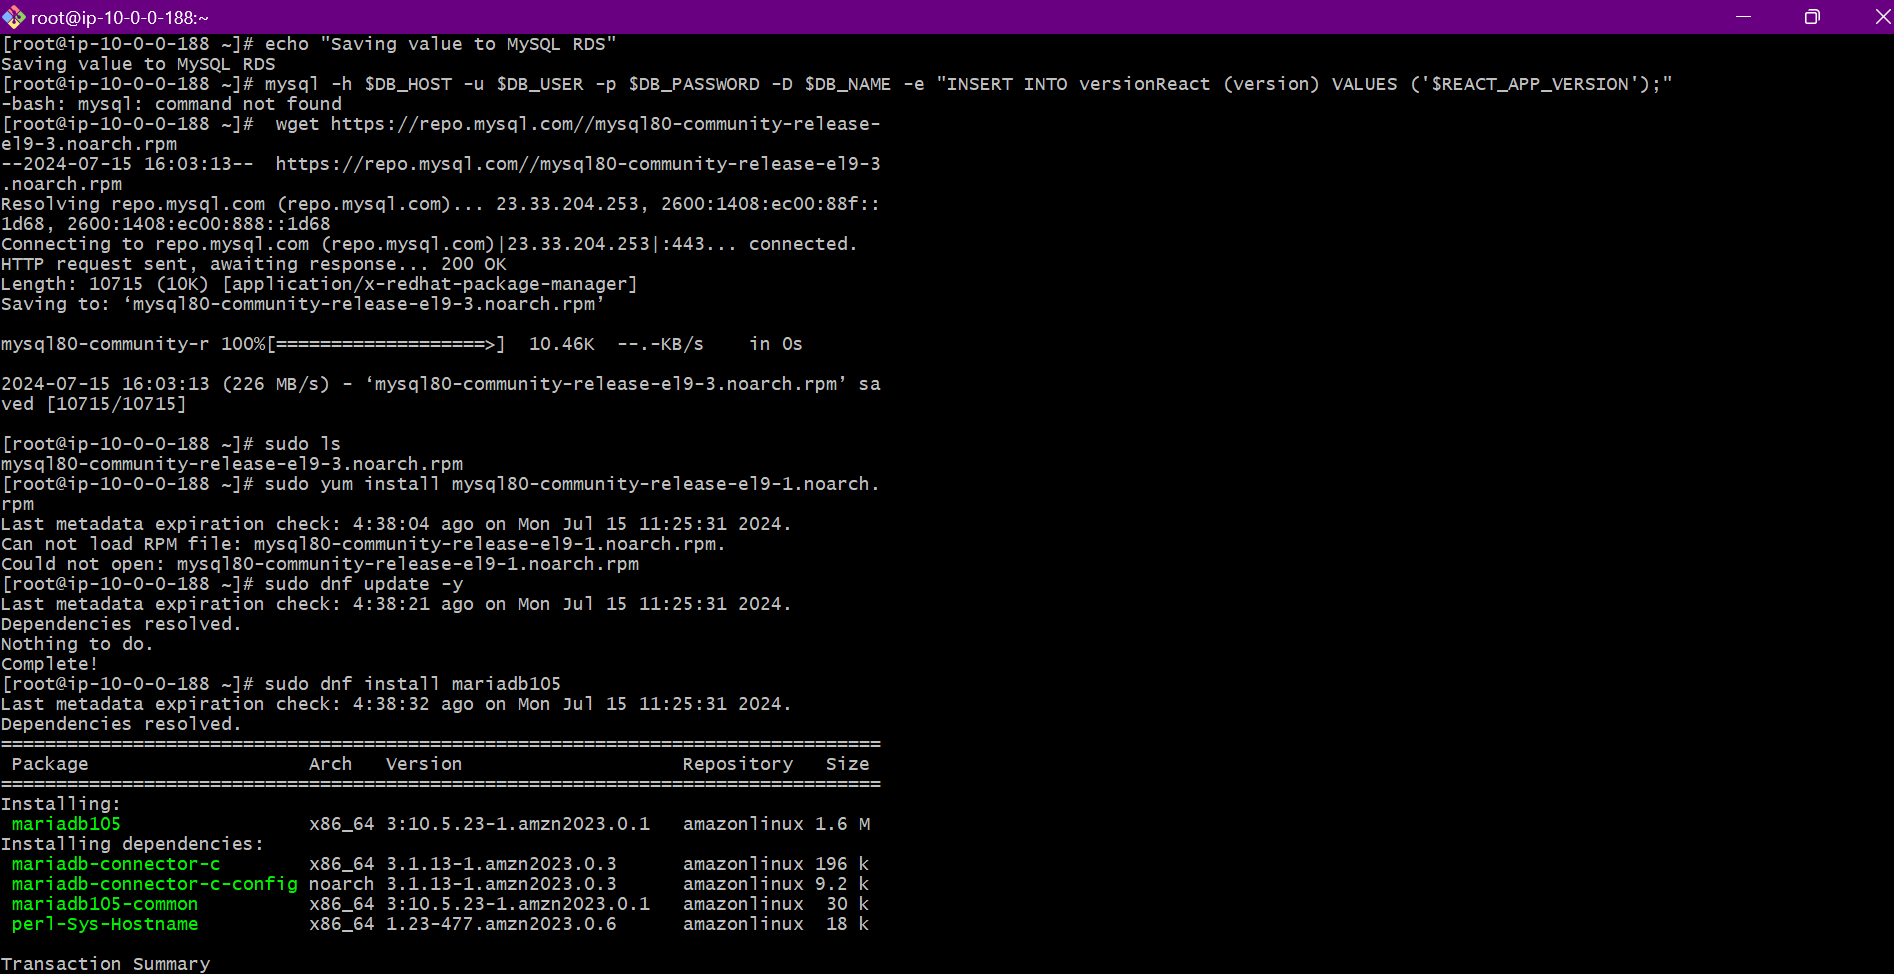 root@ip-10-0-0-188:~
[root@ip-10-0-0-188 ~]# echo "Saving value to MySQL RDS"
Saving value to MySQL RDS
[root@ip-10-0-0-188 ~]# mysql -h $DB_HOST -u $DB_USER -p $DB_PASSWORD -D $DB_NAME -e "INSERT INTO versionReact (version) VALUES ('$REACT_APP_VERSION');"
-bash: mysql: command not found
[root@ip-10-0-0-188 ~]#  wget https://repo.mysql.com//mysql80-community-release-
el9-3.noarch.rpm
--2024-07-15 16:03:13--  https://repo.mysql.com//mysql80-community-release-el9-3
.noarch.rpm
Resolving repo.mysql.com (repo.mysql.com)... 23.33.204.253, 2600:1408:ec00:88f::
1d68, 2600:1408:ec00:888::1d68
Connecting to repo.mysql.com (repo.mysql.com)|23.33.204.253|:443... connected.
HTTP request sent, awaiting response... 200 OK
Length: 10715 (10K) [application/x-redhat-package-manager]
Saving to: ‘mysql80-community-release-el9-3.noarch.rpm’
mysql80-community-r 100%[===================>]  10.46K  --.-KB/s    in 0s
2024-07-15 16:03:13 (226 MB/s) - ‘mysql80-community-release-el9-3.noarch.rpm’ sa
ved [10715/10715]
[root@ip-10-0-0-188 ~]# sudo ls
mysql80-community-release-el9-3.noarch.rpm
[root@ip-10-0-0-188 ~]# sudo yum install mysql80-community-release-el9-1.noarch.
rpm
Last metadata expiration check: 4:38:04 ago on Mon Jul 15 11:25:31 2024.
Can not load RPM file: mysql80-community-release-el9-1.noarch.rpm.
Could not open: mysql80-community-release-el9-1.noarch.rpm
[root@ip-10-0-0-188 ~]# sudo dnf update -y
Last metadata expiration check: 4:38:21 ago on Mon Jul 15 11:25:31 2024.
Dependencies resolved.
Nothing to do.
Complete!
[root@ip-10-0-0-188 ~]# sudo dnf install mariadb105
Last metadata expiration check: 4:38:32 ago on Mon Jul 15 11:25:31 2024.
Dependencies resolved.
================================================================================
 Package                    Arch   Version                    Repository   Size
================================================================================
Installing:
 mariadb105                 x86_64 3:10.5.23-1.amzn2023.0.1   amazonlinux 1.6 M
Installing dependencies:
 mariadb-connector-c        x86_64 3.1.13-1.amzn2023.0.3      amazonlinux 196 k
 mariadb-connector-c-config noarch 3.1.13-1.amzn2023.0.3      amazonlinux 9.2 k
 mariadb105-common          x86_64 3:10.5.23-1.amzn2023.0.1   amazonlinux  30 k
 perl-Sys-Hostname          x86_64 1.23-477.amzn2023.0.6      amazonlinux  18 k
Transaction Summary